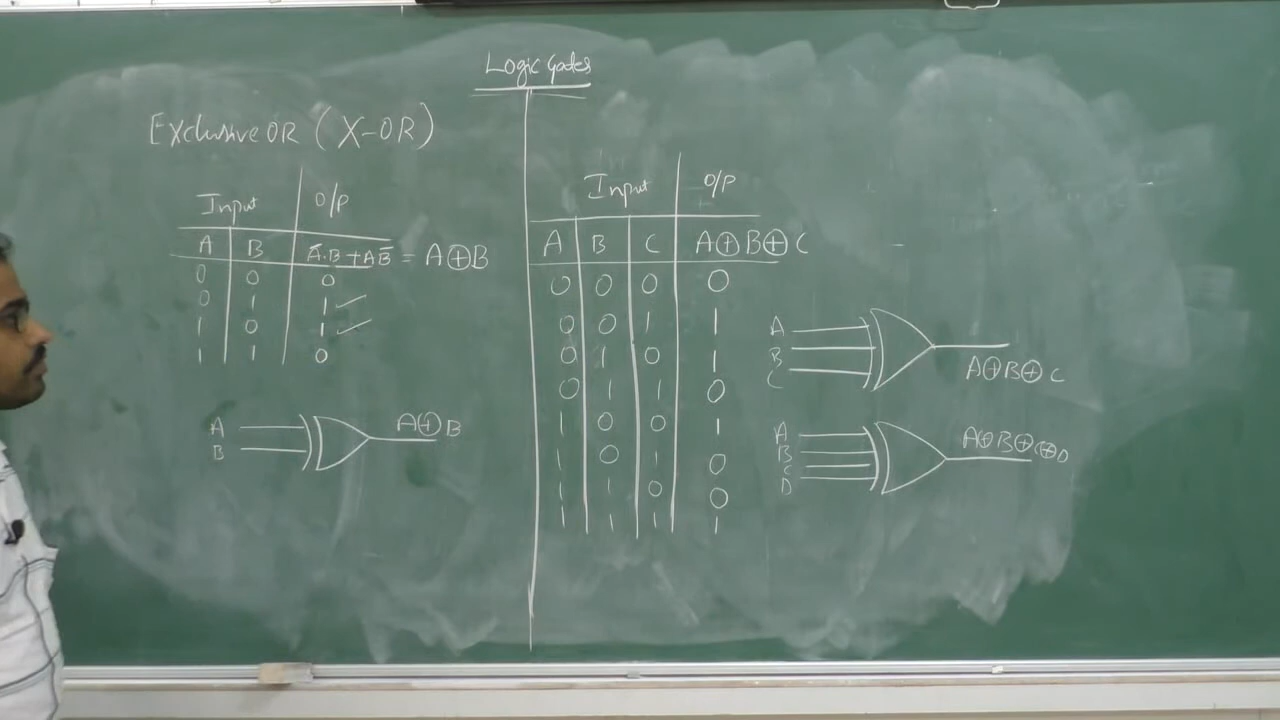 Logic Gates
Exclusive OR (X-OR)
Input O/P
A B A̅.B + AB̅ = A⊕B
0 0 0
0 1 1 ✓
1 0 1 ✓
1 1 0
A
B
A⊕B
Input O/P
A B C A⊕B⊕C
0 0 0 0
0 0 1 1
0 1 0 1
0 1 1 0
1 0 0 1
1 0 1 0
1 1 0 0
1 1 1 1
A
B
C
A⊕B⊕C
A
B
C
D
A⊕B⊕C⊕D